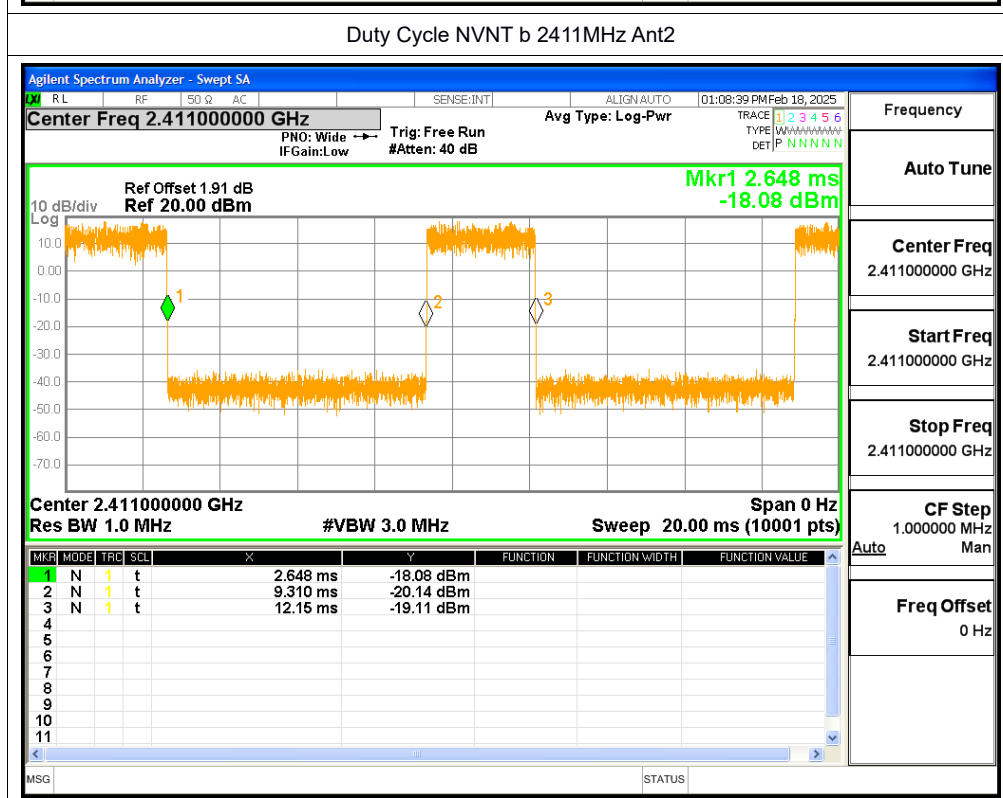 Duty Cycle NVNT b 2411MHz Ant2
Agilent Spectrum Analyzer - Swept SA
LXI RL RF 50 Ω AC SENSE:INT ALIGNAUTO 01:08:39 PM Feb 18, 2025
Center Freq 2.411000000 GHz
PNO: Wide
IFGain:Low
Trig: Free Run
#Atten: 40 dB
Avg Type: Log-Pwr
TRACE 1 2 3 4 5 6
TYPE WWWWWW
DET P N N N N N
Frequency
Auto Tune
Center Freq
2.411000000 GHz
Start Freq
2.411000000 GHz
Stop Freq
2.411000000 GHz
CF Step
1.000000 MHz
Auto Man
Freq Offset
0 Hz
Mkr1 2.648 ms
-18.08 dBm
Ref Offset 1.91 dB
10 dB/div Ref 20.00 dBm
Log
10.0
0.00
-10.0
-20.0
-30.0
-40.0
-50.0
-60.0
-70.0
1
2
3
Center 2.411000000 GHz Span 0 Hz
Res BW 1.0 MHz #VBW 3.0 MHz Sweep 20.00 ms (10001 pts)
MKR MODE TRC SCL X Y FUNCTION FUNCTION WIDTH FUNCTION VALUE
1 N 1 t 2.648 ms -18.08 dBm
2 N 1 t 9.310 ms -20.14 dBm
3 N 1 t 12.15 ms -19.11 dBm
4
5
6
7
8
9
10
11
MSG STATUS